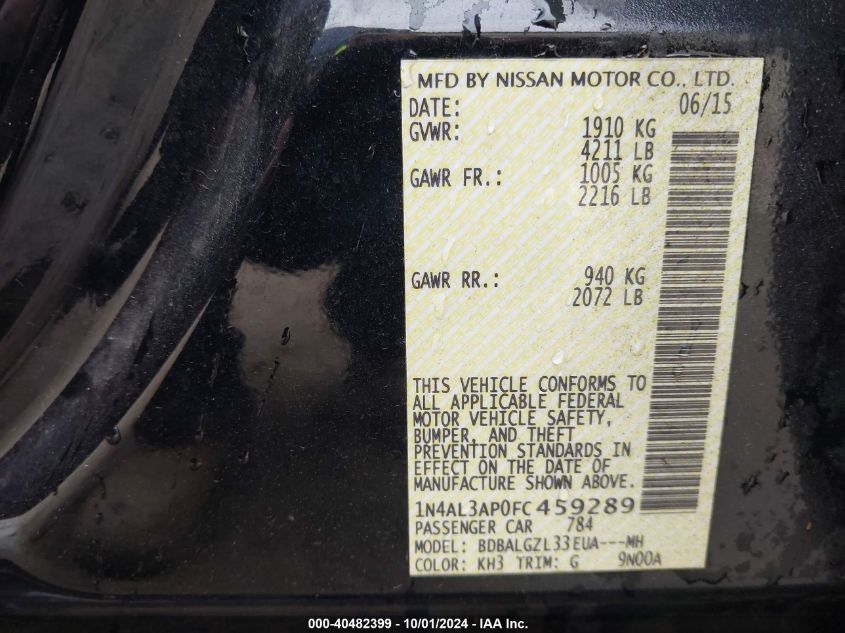 MFD BY NISSAN MOTOR CO., LTD.
DATE: 06/15
GVWR: 1910 KG
4211 LB
GAWR FR.: 1005 KG
2216 LB
GAWR RR.: 940 KG
2072 LB
THIS VEHICLE CONFORMS TO
ALL APPLICABLE FEDERAL
MOTOR VEHICLE SAFETY,
BUMPER, AND THEFT
PREVENTION STANDARDS IN
EFFECT ON THE DATE OF
MANUFACTURE SHOWN ABOVE.
1N4AL3AP0FC459289
PASSENGER CAR 784
MODEL: BDBALGZL33EUA---MH
COLOR: KH3 TRIM: G 9N00A
000-40482399 - 10/01/2024 - IAA Inc.